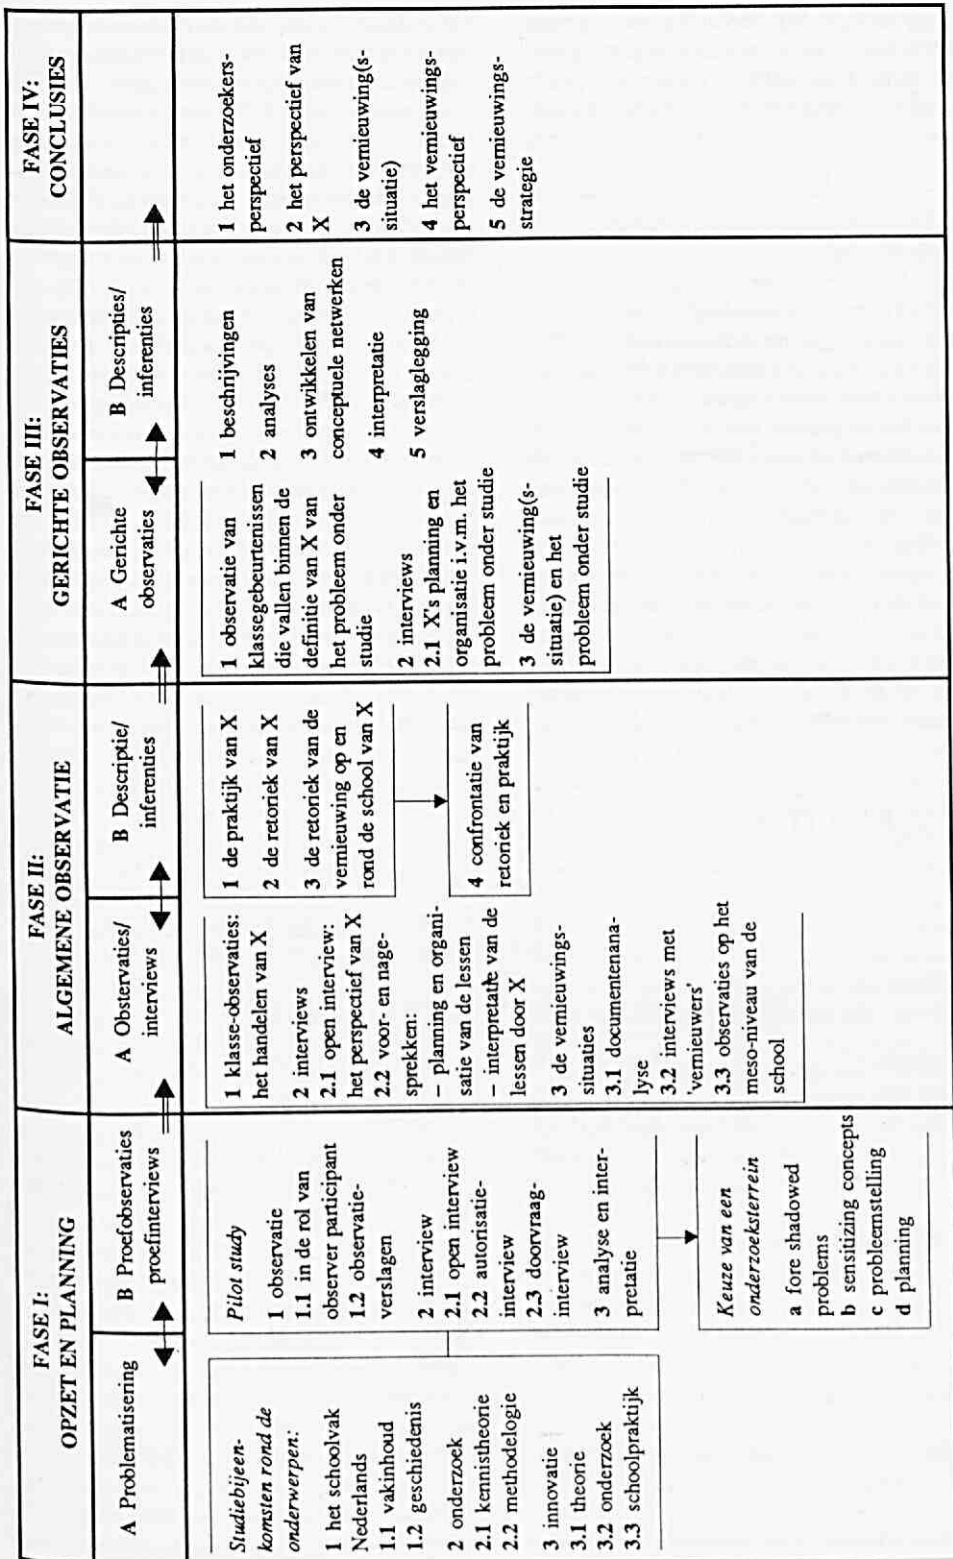 FASE I:
OPZET EN PLANNING
A Problematisering
B Proefobservaties
proefinterviews
Studiebijeen-
komsten rond de
onderwerpen:
1 het schoolvak
Nederlands
1.1 vakinhoud
1.2 geschiedenis
2 onderzoek
2.1 kennistheorie
2.2 methodologie
3 innovatie
3.1 theorie
3.2 onderzoek
3.3 schoolpraktijk
Pilot study
1 observatie
1.1 in de rol van
observer participant
1.2 observatie-
verslagen
2 interview
2.1 open interview
2.2 autorisatie-
interview
2.3 doorvraag-
interview
3 analyse en inter-
pretatie
Keuze van een
onderzoeksterrein
a fore shadowed
problems
b sensitizing concepts
c probleemstelling
d planning
FASE II:
ALGEMENE OBSERVATIE
A Obstervaties/
interviews
B Descriptie/
inferenties
1 klasse-observaties:
het handelen van X
2 interviews
2.1 open interview:
het perspectief van X
2.2 voor- en nage-
sprekken:
– planning en organi-
satie van de lessen
– interpretatie van de
lessen door X
3 de vernieuwings-
situaties
3.1 documentenana-
lyse
3.2 interviews met
'vernieuwers'
3.3 observaties op het
meso-niveau van de
school
1 de praktijk van X
2 de retoriek van X
3 de retoriek van de
vernieuwing op en
rond de school van X
4 confrontatie van
retoriek en praktijk
FASE III:
GERICHTE OBSERVATIES
A Gerichte
observaties
B Descripties/
inferenties
1 observatie van
klassegebeurtenissen
die vallen binnen de
definitie van X van
het probleem onder
studie
2 interviews
2.1 X's planning en
organisatie i.v.m. het
probleem onder studie
3 de vernieuwing(s-
situatie) en het
probleem onder studie
1 beschrijvingen
2 analyses
3 ontwikkelen van
conceptuele netwerken
4 interpretatie
5 verslaglegging
FASE IV:
CONCLUSIES
1 het onderzoekers-
perspectief
2 het perspectief van
X
3 de vernieuwing(s-
situatie)
4 het vernieuwings-
perspectief
5 de vernieuwings-
strategie